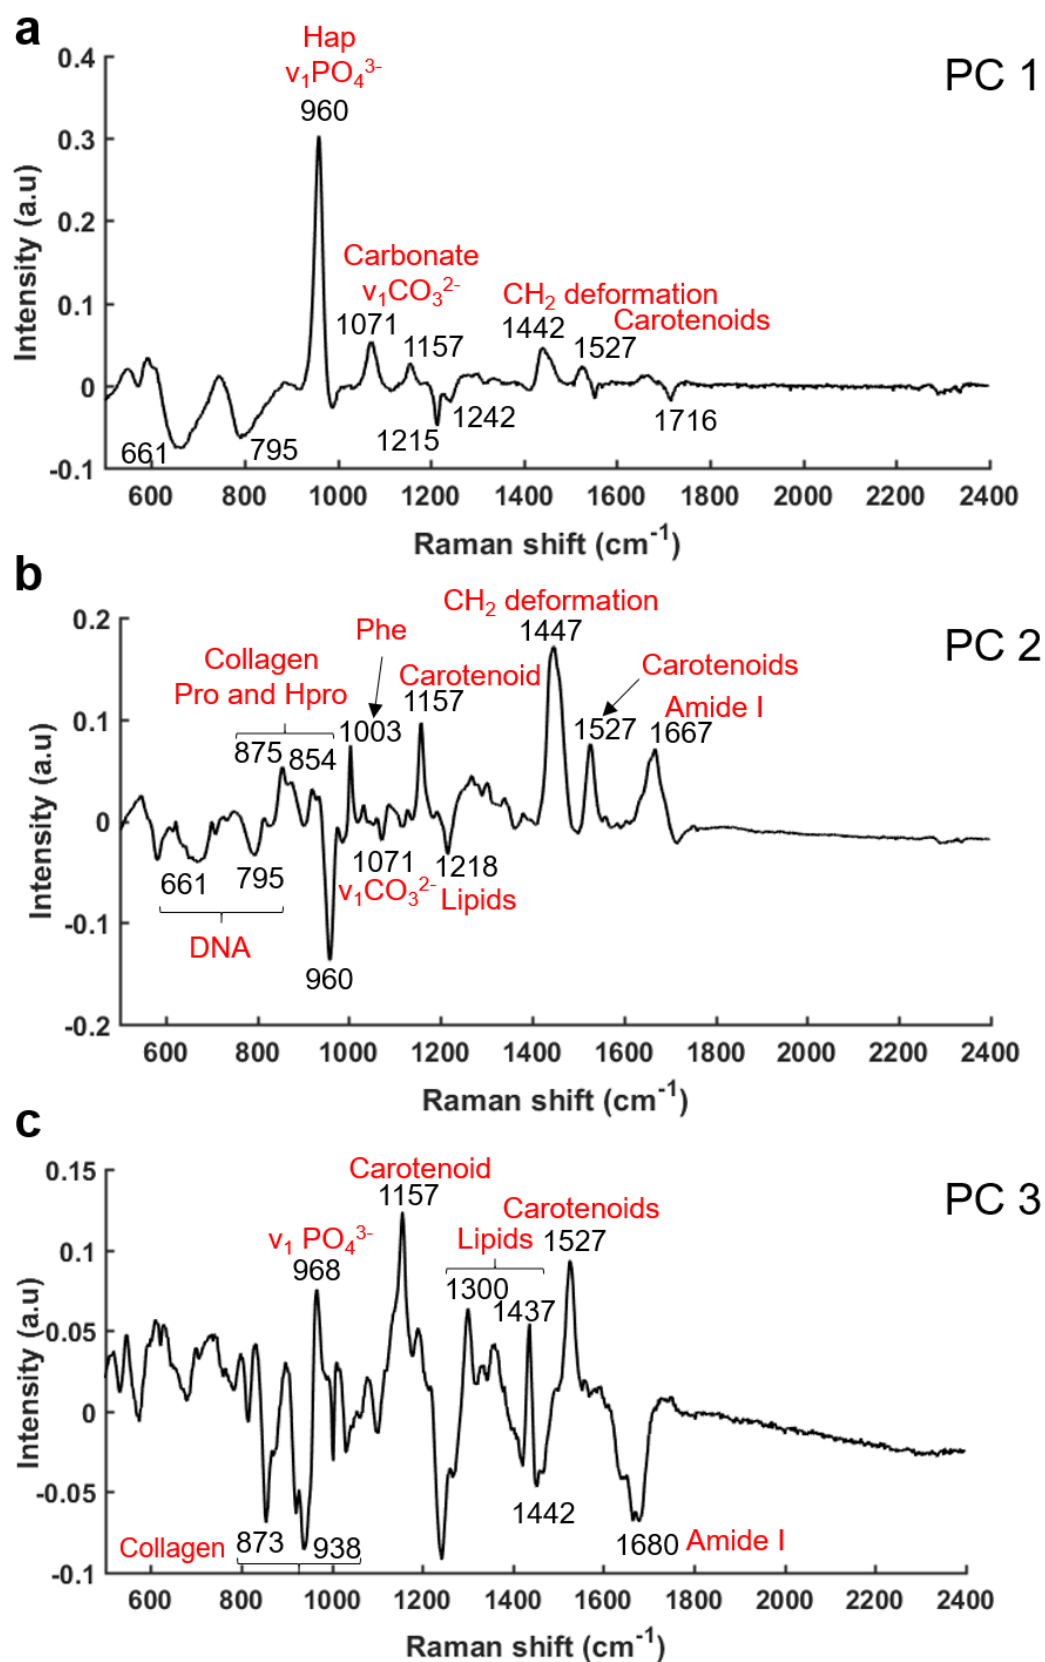 a
PC 1
Hap
v₁PO₄³⁻
960
Carbonate
v₁CO₃²⁻
1071
1157
CH₂ deformation
1442
Carotenoids
1527
661
795
1215
1242
1716
0.4
0.3
0.2
0.1
0
-0.1
Intensity (a.u)
600 800 1000 1200 1400 1600 1800 2000 2200 2400
Raman shift (cm⁻¹)
b
PC 2
CH₂ deformation
1447
Phe
1003
Collagen
Pro and Hpro
875 854
Carotenoid
1157
Carotenoids
1527
Amide I
1667
661
795
DNA
960
1071
v₁CO₃²⁻
1218
Lipids
0.2
0.1
0
-0.1
-0.2
Intensity (a.u)
600 800 1000 1200 1400 1600 1800 2000 2200 2400
Raman shift (cm⁻¹)
c
PC 3
Carotenoid
1157
v₁ PO₄³⁻
968
Carotenoids
1527
Lipids
1300
1437
1442
Collagen
873
938
1680 Amide I
0.15
0.1
0.05
0
-0.05
-0.1
Intensity (a.u)
600 800 1000 1200 1400 1600 1800 2000 2200 2400
Raman shift (cm⁻¹)